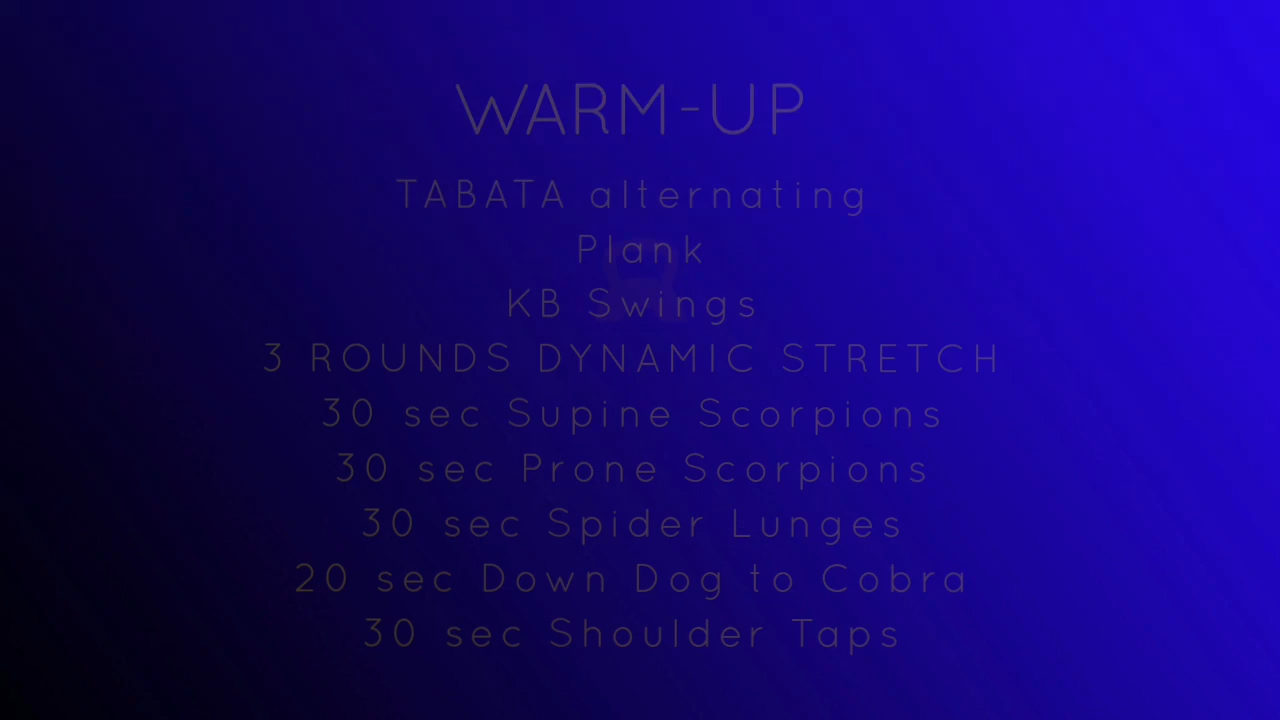 WARM-UP
TABATA alternating
Plank
KB Swings
3 ROUNDS DYNAMIC STRETCH
30 sec Supine Scorpions
30 sec Prone Scorpions
30 sec Spider Lunges
20 sec Down Dog to Cobra
30 sec Shoulder Taps